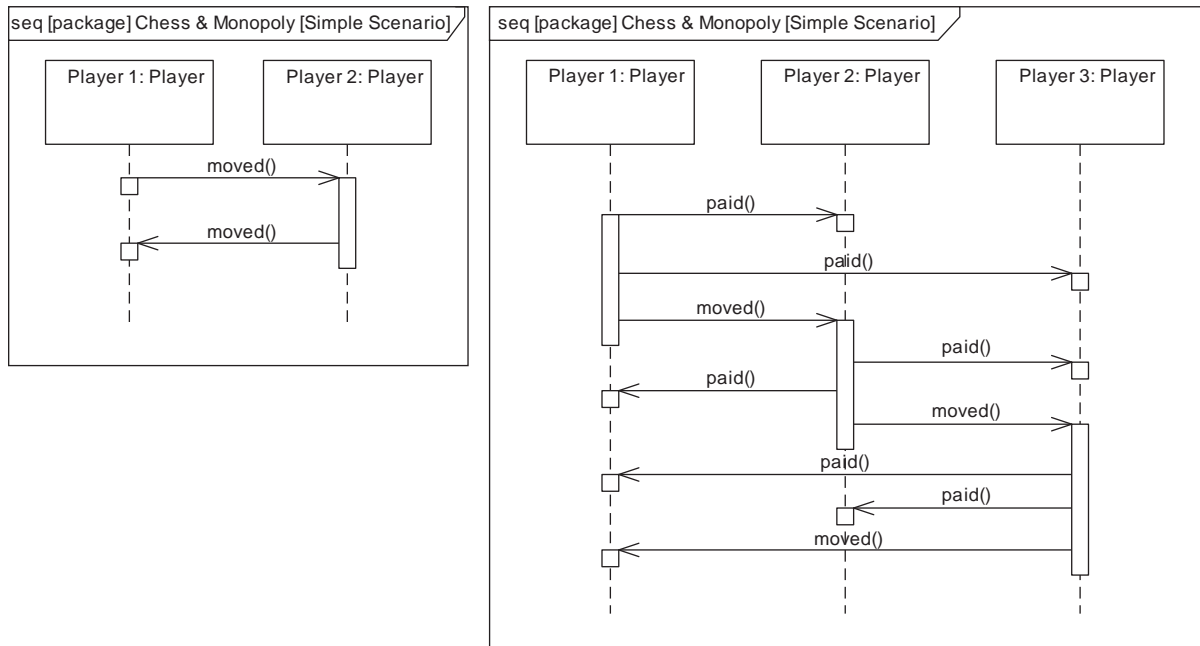 seq [package] Chess & Monopoly [Simple Scenario]
Player 1: Player
Player 2: Player
moved()
moved()
seq [package] Chess & Monopoly [Simple Scenario]
Player 1: Player
Player 2: Player
Player 3: Player
paid()
paid()
moved()
paid()
paid()
moved()
paid()
paid()
moved()